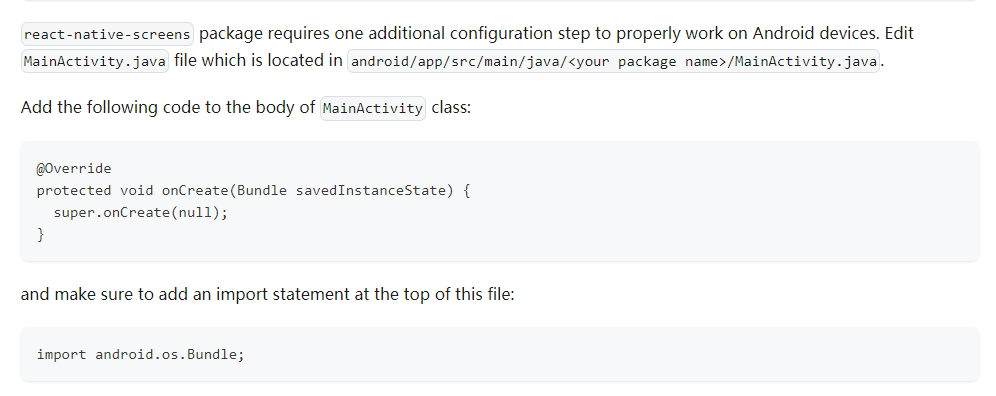 react-native-screens package requires one additional configuration step to properly work on Android devices. Edit
MainActivity.java file which is located in android/app/src/main/java/<your package name>/MainActivity.java.
Add the following code to the body of MainActivity class:
@Override
protected void onCreate(Bundle savedInstanceState) {
  super.onCreate(null);
}
and make sure to add an import statement at the top of this file:
import android.os.Bundle;